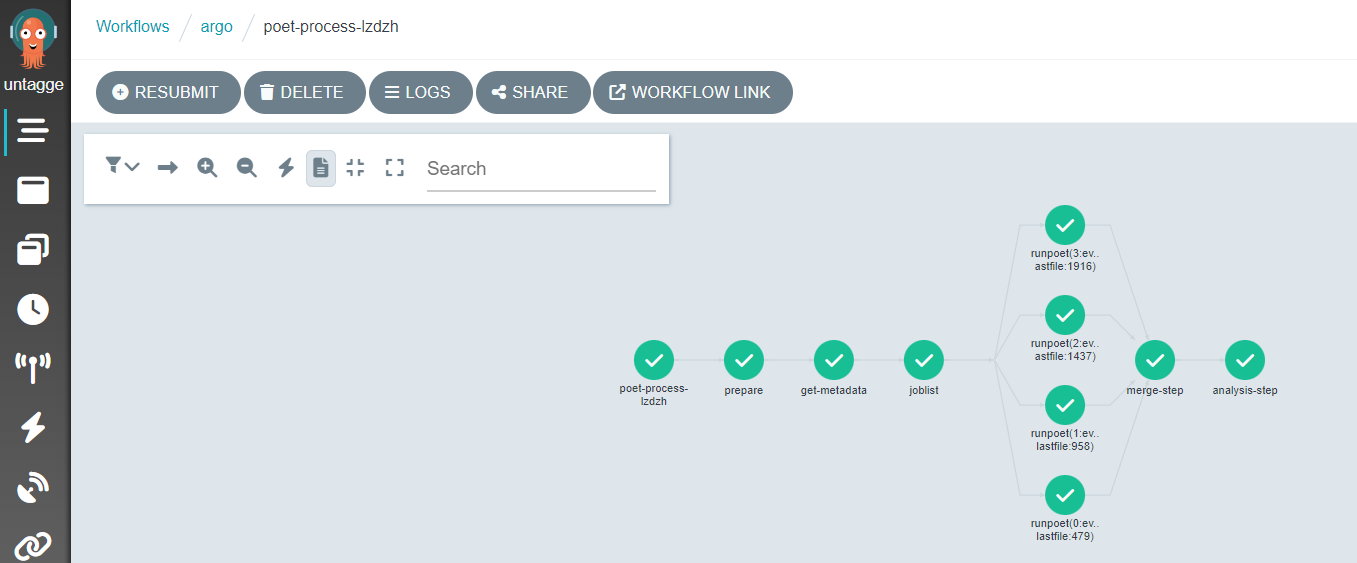 Workflows
argo
poet-process-lzdzh
untagge
RESUBMIT
DELETE
LOGS
SHARE
WORKFLOW LINK
Search
poet-process-
lzdzh
prepare
get-metadata
joblist
runpoet(3:ev..
astfile:1916)
runpoet(2:ev..
astfile:1437)
runpoet(1:ev..
lastfile:958)
runpoet(0:ev..
lastfile:479)
merge-step
analysis-step